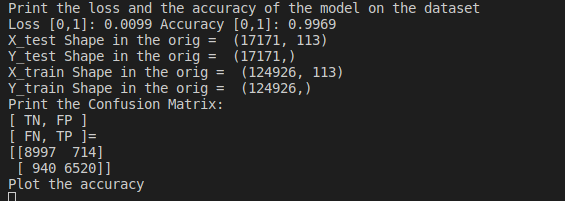 Print the loss and the accuracy of the model on the dataset
Loss [0,1]: 0.0099 Accuracy [0,1]: 0.9969
X_test Shape in the orig =  (17171, 113)
Y_test Shape in the orig =  (17171,)
X_train Shape in the orig =  (124926, 113)
Y_train Shape in the orig =  (124926,)
Print the Confusion Matrix:
[ TN, FP ]
[ FN, TP ]=
[[8997  714]
 [ 940 6520]]
Plot the accuracy